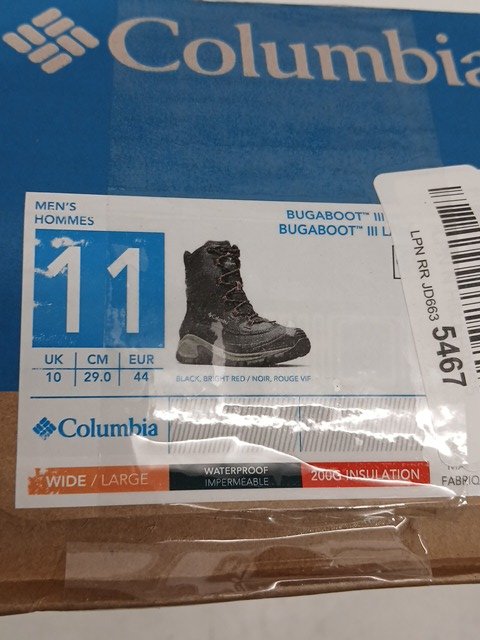 Columbia
MEN'S
HOMMES
BUGABOOT™ III
BUGABOOT™ III
11
UK CM EUR
10 29.0 44
BLACK, BRIGHT RED / NOIR, ROUGE VIF
Columbia
WIDE / LARGE
WATERPROOF
IMPERMEABLE
200G INSULATION
FABRIQ
LPN RR JD663 5467